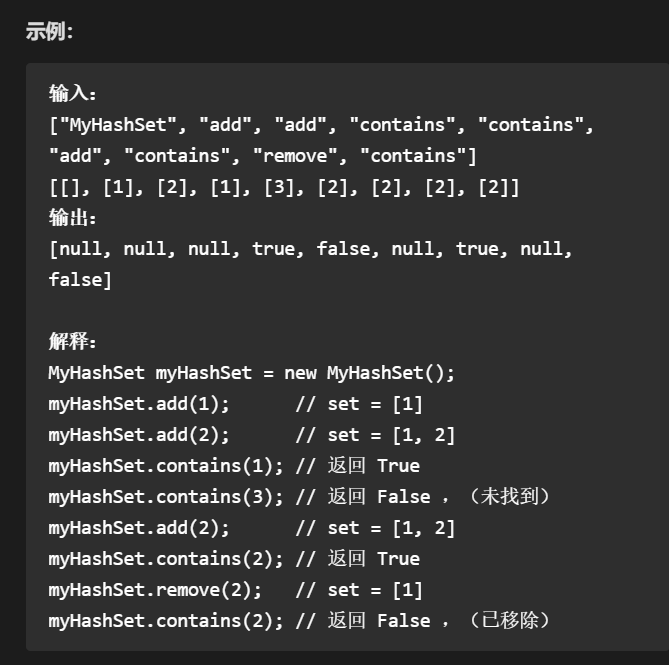 示例：
输入：
["MyHashSet", "add", "add", "contains", "contains",
"add", "contains", "remove", "contains"]
[[], [1], [2], [1], [3], [2], [2], [2], [2]]
输出：
[null, null, null, true, false, null, true, null,
false]
解释：
MyHashSet myHashSet = new MyHashSet();
myHashSet.add(1);      // set = [1]
myHashSet.add(2);      // set = [1, 2]
myHashSet.contains(1); // 返回 True
myHashSet.contains(3); // 返回 False ，（未找到）
myHashSet.add(2);      // set = [1, 2]
myHashSet.contains(2); // 返回 True
myHashSet.remove(2);   // set = [1]
myHashSet.contains(2); // 返回 False ，（已移除）